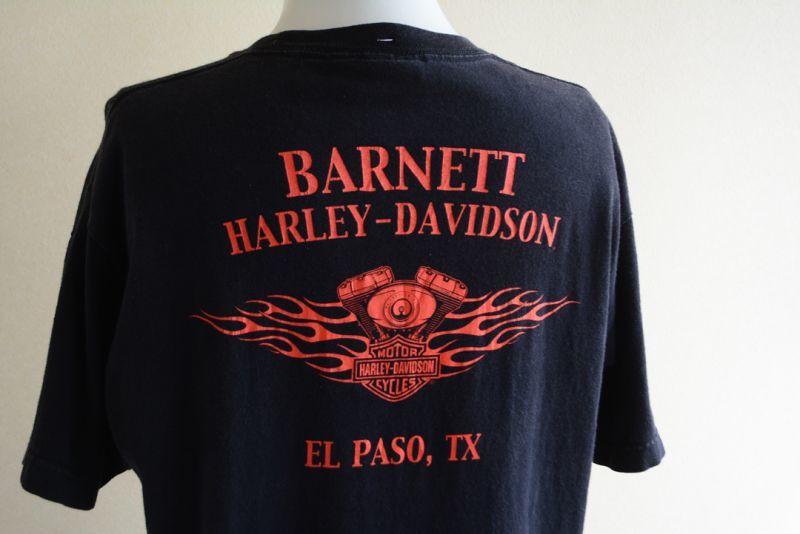 BARNETT
HARLEY-DAVIDSON
MOTOR
HARLEY-DAVIDSON
CYCLES
EL PASO, TX